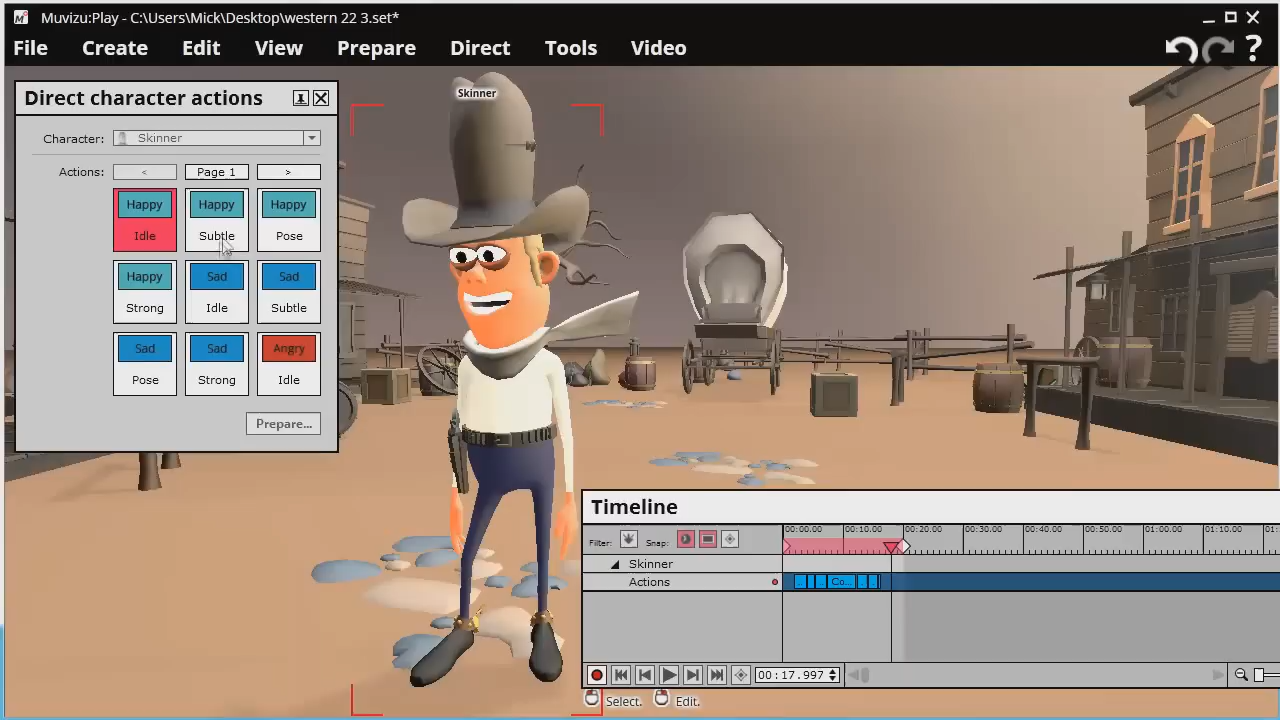 Muvizu:Play - C:\Users\Mick\Desktop\western 22 3.set*
File Create Edit View Prepare Direct Tools Video ?
Direct character actions
Character: Skinner
Actions: < Page 1 >
Happy Happy Happy
Idle Subtle Pose
Happy Sad Sad
Strong Idle Subtle
Sad Sad Angry
Pose Strong Idle
Prepare...
Skinner
Timeline
Filter: Snap: 00:00.00 00:10.00 00:20.00 00:30.00 00:40.00 00:50.00 01:00.00 01:10.00
Skinner
Actions Co...
00:17.997
Select. Edit.